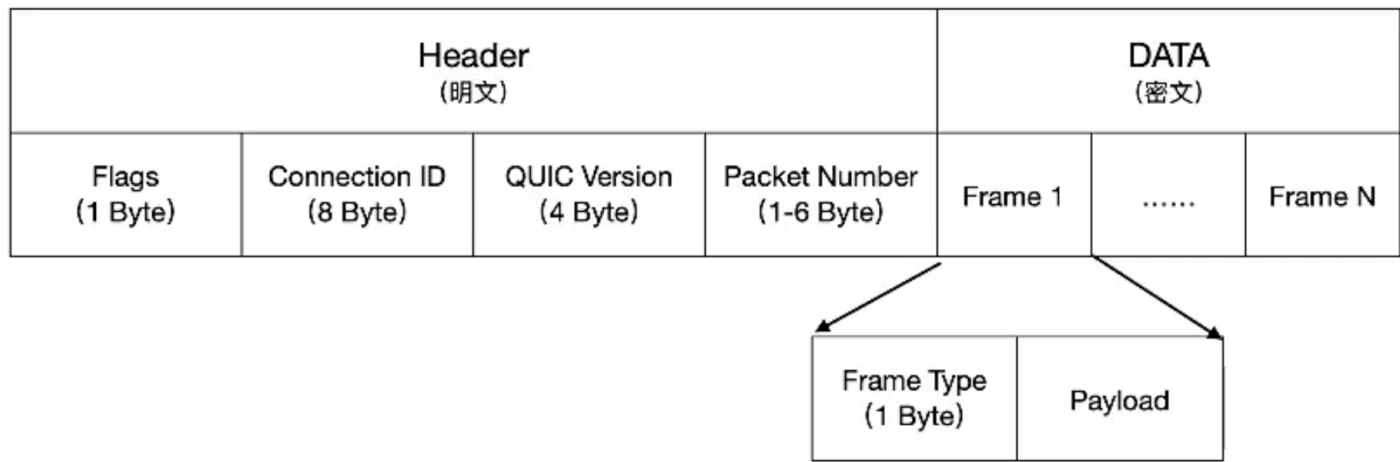 Header
(明文)
DATA
(密文)
Flags
(1 Byte)
Connection ID
(8 Byte)
QUIC Version
(4 Byte)
Packet Number
(1-6 Byte)
Frame 1
……
Frame N
Frame Type
(1 Byte)
Payload